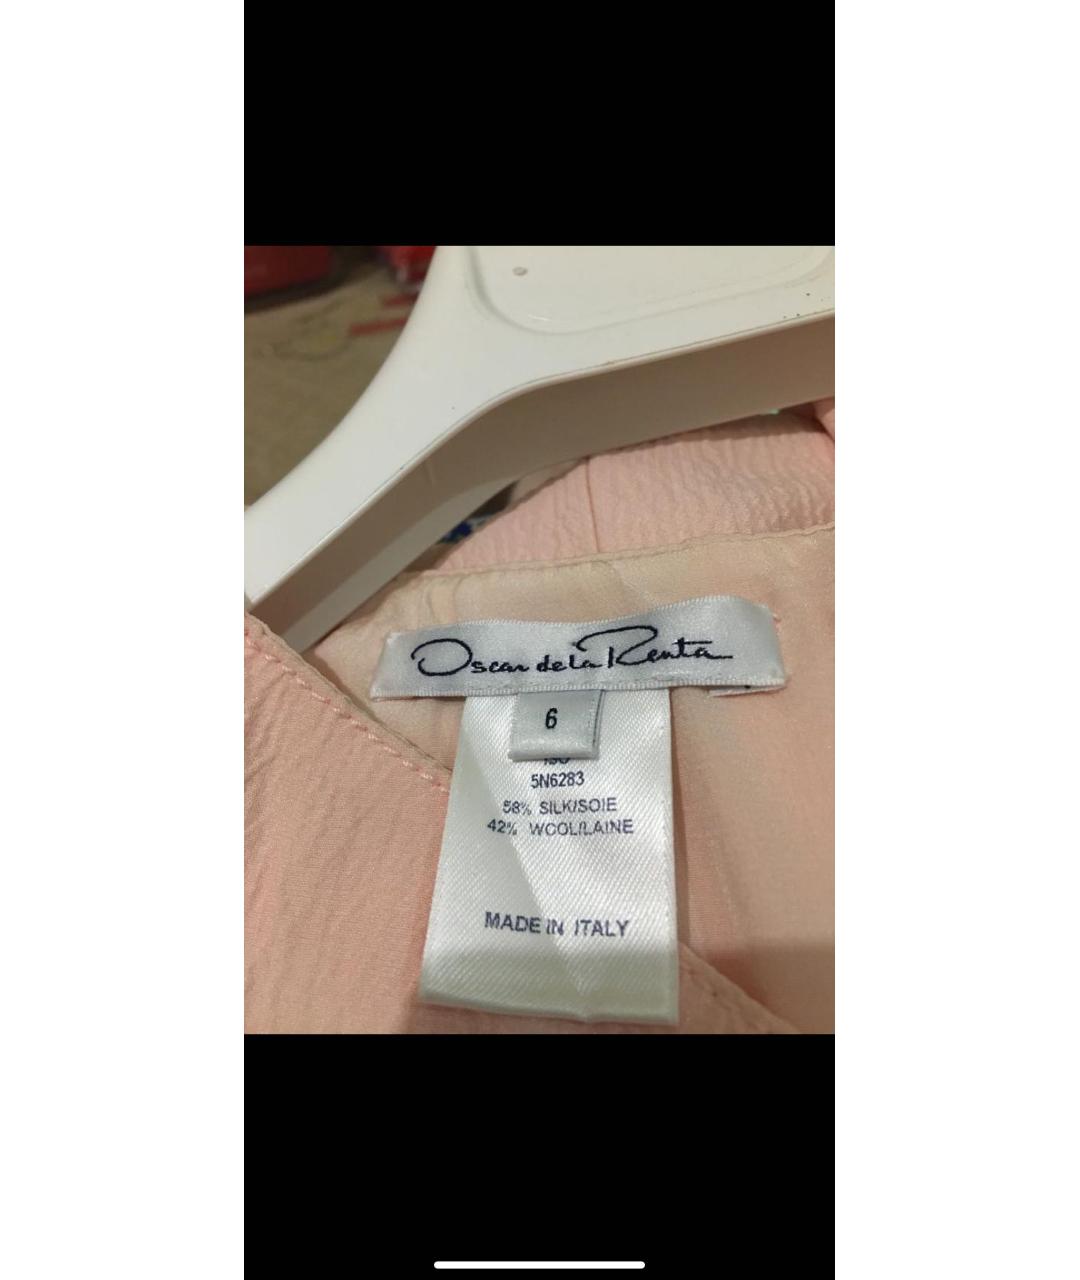 Oscar de la Renta
6
5N6283
58% SILK/SOIE
42% WOOL/LAINE
MADE IN ITALY